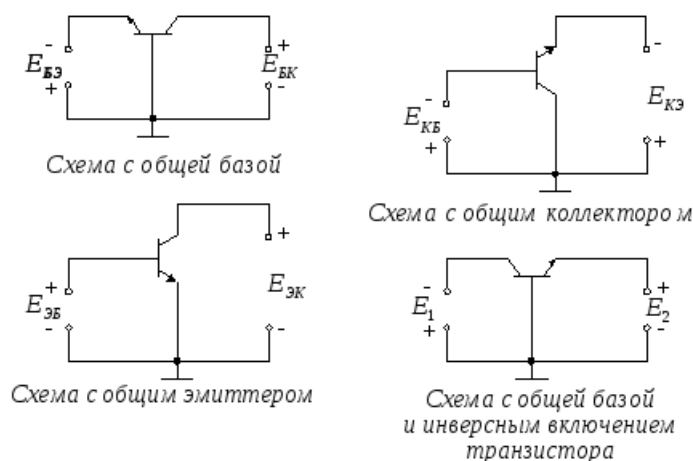 -
+
E_БЭ
E_БК
+
-
Схема с общей базой
-
-
E_КБ
E_КЭ
+
+
Схема с общим коллектором
+
+
E_ЭБ
E_ЭК
-
-
Схема с общим эмиттером
-
+
E_1
E_2
+
-
Схема с общей базой
и инверсным включением
транзистора